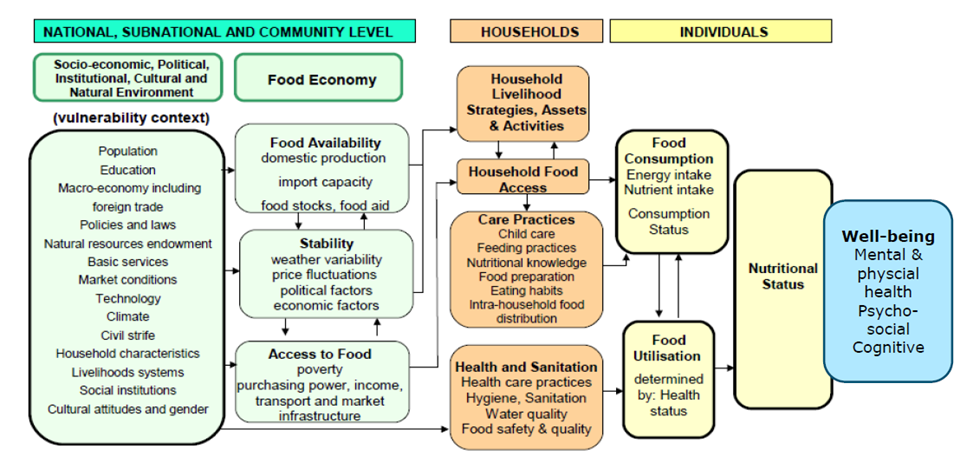 NATIONAL, SUBNATIONAL AND COMMUNITY LEVEL
HOUSEHOLDS
INDIVIDUALS
Socio-economic, Political,
Institutional, Cultural and
Natural Environment
Food Economy
(vulnerability context)
Population
Education
Macro-economy including
foreign trade
Policies and laws
Natural resources endowment
Basic services
Market conditions
Technology
Climate
Civil strife
Household characteristics
Livelihoods systems
Social institutions
Cultural attitudes and gender
Food Availability
domestic production
import capacity
food stocks, food aid
Stability
weather variability
price fluctuations
political factors
economic factors
Access to Food
poverty
purchasing power, income,
transport and market
infrastructure
Household
Livelihood
Strategies, Assets
& Activities
Household Food
Access
Care Practices
Child care
Feeding practices
Nutritional knowledge
Food preparation
Eating habits
Intra-household food
distribution
Health and Sanitation
Health care practices
Hygiene, Sanitation
Water quality
Food safety & quality
Food
Consumption
Energy intake
Nutrient intake
Consumption
Status
Food
Utilisation
determined
by: Health
status
Nutritional
Status
Well-being
Mental &
physcial
health
Psycho-
social
Cognitive